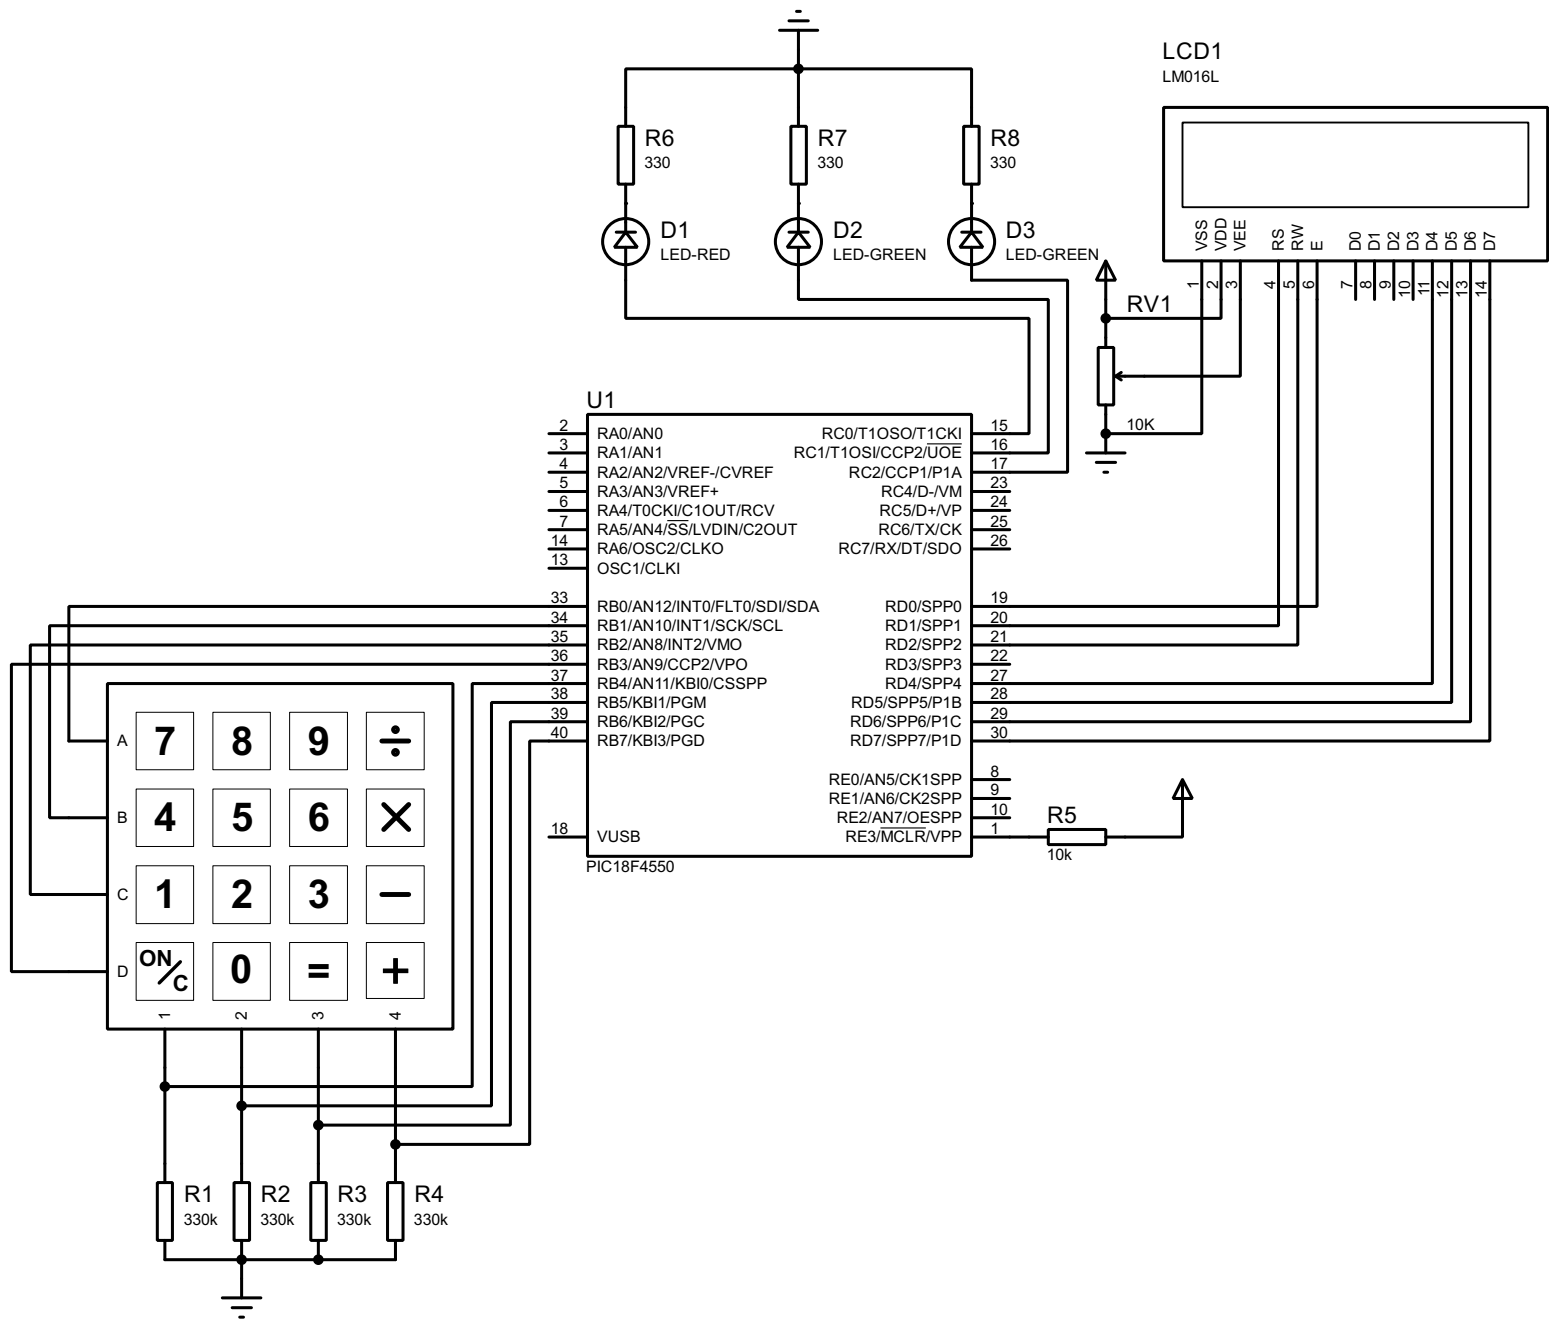 LCD1
LM016L
R6
330
R7
330
R8
330
D1
LED-RED
D2
LED-GREEN
D3
LED-GREEN
VSS
VDD
VEE
RS
RW
E
D0
D1
D2
D3
D4
D5
D6
D7
1
2
3
4
5
6
7
8
9
10
11
12
13
14
RV1
10K
U1
2 RA0/AN0
3 RA1/AN1
4 RA2/AN2/VREF-/CVREF
5 RA3/AN3/VREF+
6 RA4/T0CKI/C1OUT/RCV
7 RA5/AN4/SS/LVDIN/C2OUT
14 RA6/OSC2/CLKO
13 OSC1/CLKI
33 RB0/AN12/INT0/FLT0/SDI/SDA
34 RB1/AN10/INT1/SCK/SCL
35 RB2/AN8/INT2/VMO
36 RB3/AN9/CCP2/VPO
37 RB4/AN11/KBI0/CSSPP
38 RB5/KBI1/PGM
39 RB6/KBI2/PGC
40 RB7/KBI3/PGD
18 VUSB
RC0/T1OSO/T1CKI 15
RC1/T1OSI/CCP2/UOE 16
RC2/CCP1/P1A 17
RC4/D-/VM 23
RC5/D+/VP 24
RC6/TX/CK 25
RC7/RX/DT/SDO 26
RD0/SPP0 19
RD1/SPP1 20
RD2/SPP2 21
RD3/SPP3 22
RD4/SPP4 27
RD5/SPP5/P1B 28
RD6/SPP6/P1C 29
RD7/SPP7/P1D 30
RE0/AN5/CK1SPP 8
RE1/AN6/CK2SPP 9
RE2/AN7/OESPP 10
RE3/MCLR/VPP 1
PIC18F4550
R5
10k
A 7 8 9 ÷
B 4 5 6 ×
C 1 2 3 −
D ON/C 0 = +
1 2 3 4
R1
330k
R2
330k
R3
330k
R4
330k